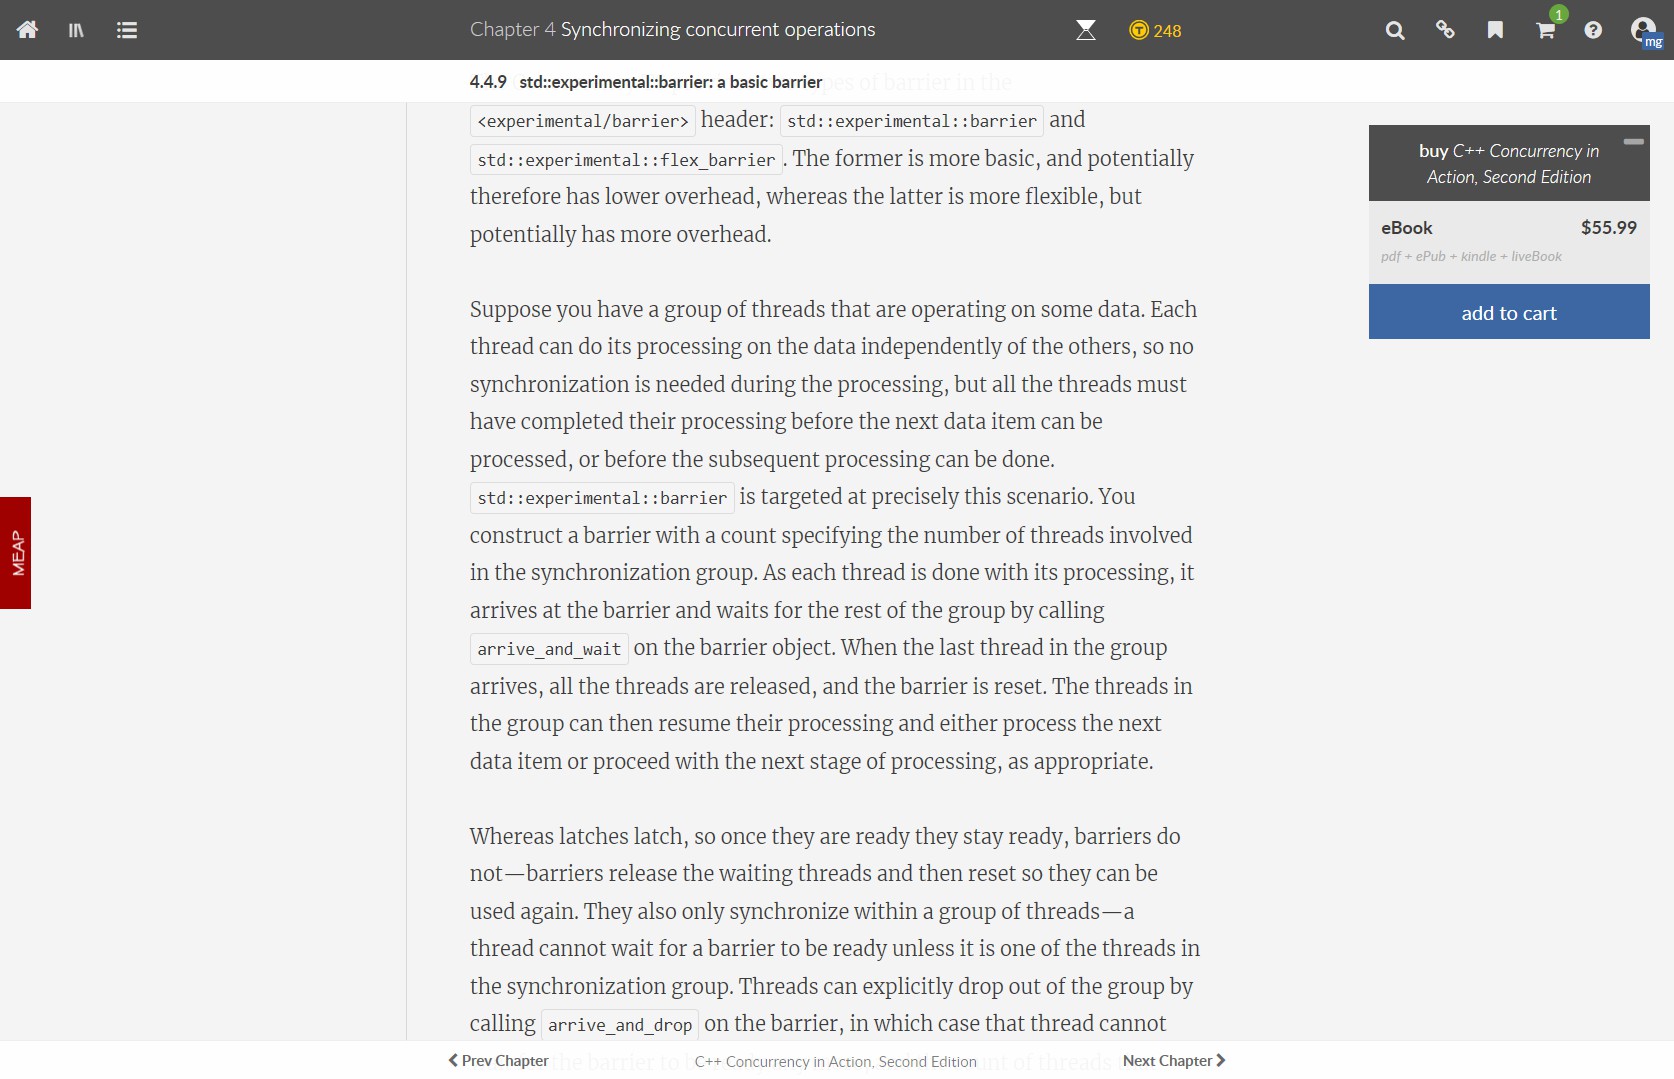 Chapter 4 Synchronizing concurrent operations
248
1
mg
4.4.9 std::experimental::barrier: a basic barrier
pes of barrier in the
<experimental/barrier> header: std::experimental::barrier and
std::experimental::flex_barrier . The former is more basic, and potentially
therefore has lower overhead, whereas the latter is more flexible, but
potentially has more overhead.
Suppose you have a group of threads that are operating on some data. Each
thread can do its processing on the data independently of the others, so no
synchronization is needed during the processing, but all the threads must
have completed their processing before the next data item can be
processed, or before the subsequent processing can be done.
std::experimental::barrier is targeted at precisely this scenario. You
construct a barrier with a count specifying the number of threads involved
in the synchronization group. As each thread is done with its processing, it
arrives at the barrier and waits for the rest of the group by calling
arrive_and_wait on the barrier object. When the last thread in the group
arrives, all the threads are released, and the barrier is reset. The threads in
the group can then resume their processing and either process the next
data item or proceed with the next stage of processing, as appropriate.
Whereas latches latch, so once they are ready they stay ready, barriers do
not—barriers release the waiting threads and then reset so they can be
used again. They also only synchronize within a group of threads—a
thread cannot wait for a barrier to be ready unless it is one of the threads in
the synchronization group. Threads can explicitly drop out of the group by
calling arrive_and_drop on the barrier, in which case that thread cannot
buy C++ Concurrency in
Action, Second Edition
eBook $55.99
pdf + ePub + kindle + liveBook
add to cart
MEAP
Prev Chapter
C++ Concurrency in Action, Second Edition
Next Chapter